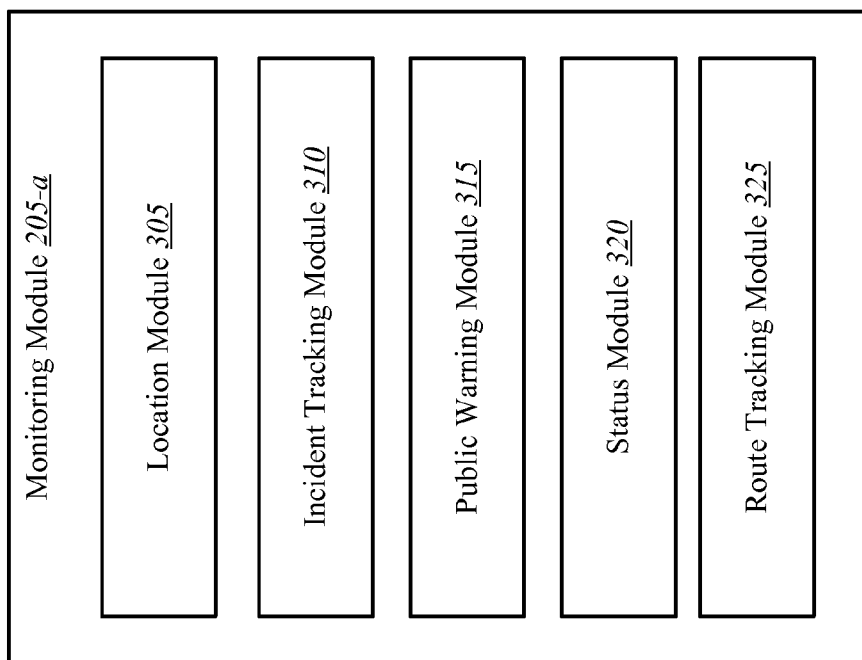 Monitoring Module 205-a
Location Module 305
Incident Tracking Module 310
Public Warning Module 315
Status Module 320
Route Tracking Module 325